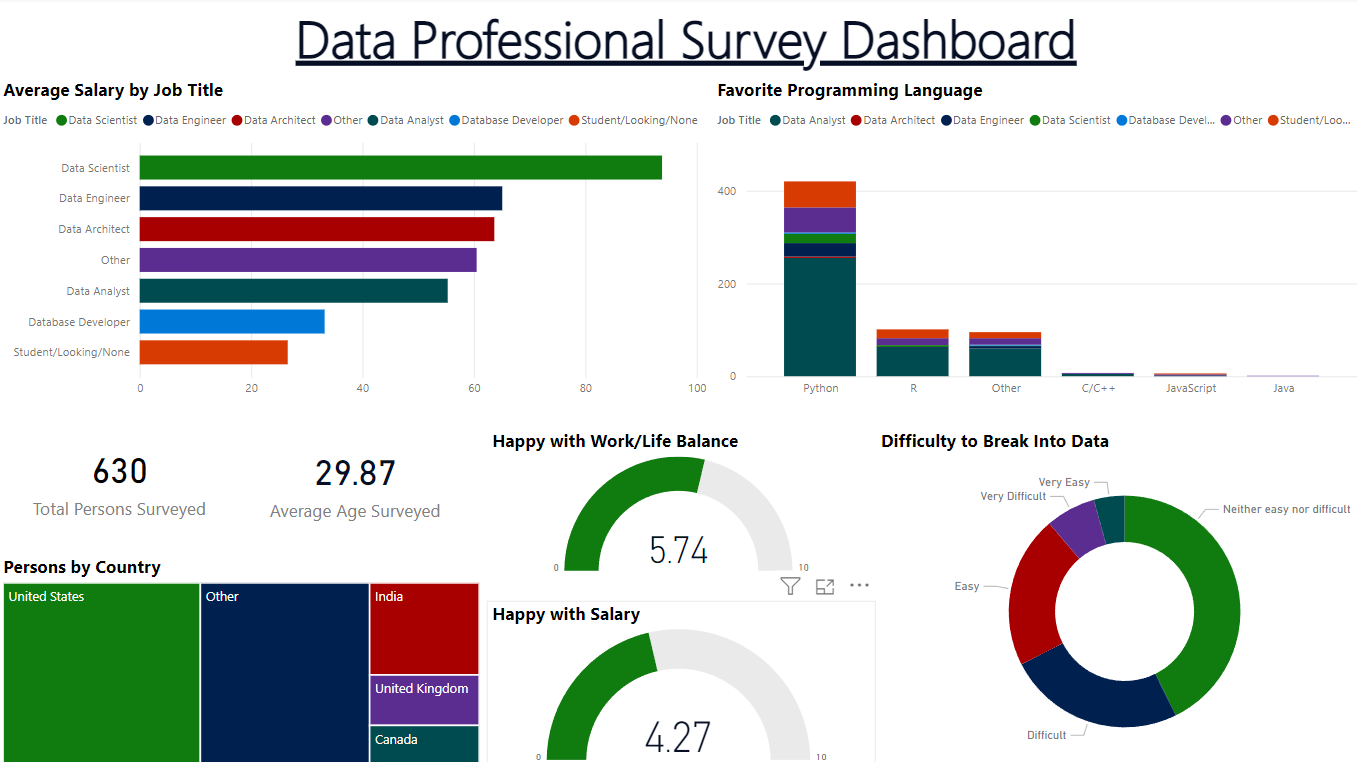 Data Professional Survey Dashboard
Average Salary by Job Title
Job Title Data Scientist Data Engineer Data Architect Other Data Analyst Database Developer Student/Looking/None
Data Scientist
Data Engineer
Data Architect
Other
Data Analyst
Database Developer
Student/Looking/None
0 20 40 60 80 100
Favorite Programming Language
Job Title Data Analyst Data Architect Data Engineer Data Scientist Database Devel... Other Student/Loo...
400
200
0
Python R Other C/C++ JavaScript Java
630
Total Persons Surveyed
29.87
Average Age Surveyed
Happy with Work/Life Balance
5.74
0 10
Difficulty to Break Into Data
Very Easy
Very Difficult
Neither easy nor difficult
Easy
Difficult
Persons by Country
United States Other India
United Kingdom
Canada
Happy with Salary
4.27
0 10